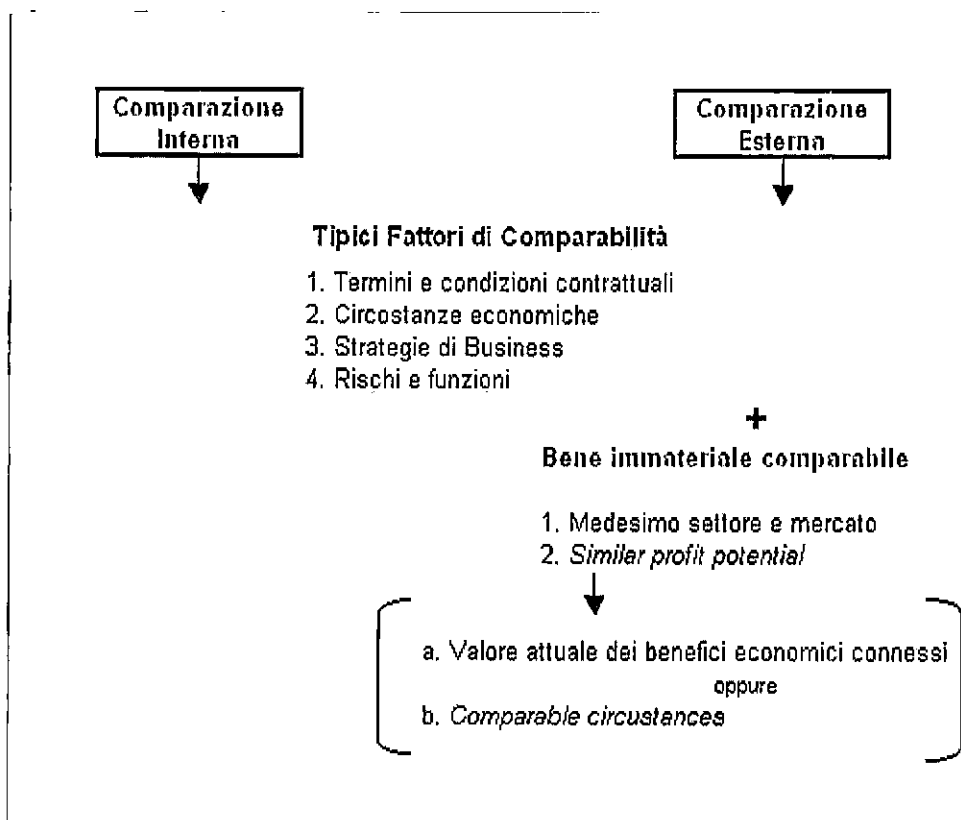 Comparazione
Interna
Comparazione
Esterna
Tipici Fattori di Comparabilità
1. Termini e condizioni contrattuali
2. Circostanze economiche
3. Strategie di Business
4. Rischi e funzioni
+
Bene immateriale comparabile
1. Medesimo settore e mercato
2. Similar profit potential
a. Valore attuale dei benefici economici connessi
oppure
b. Comparable circustances